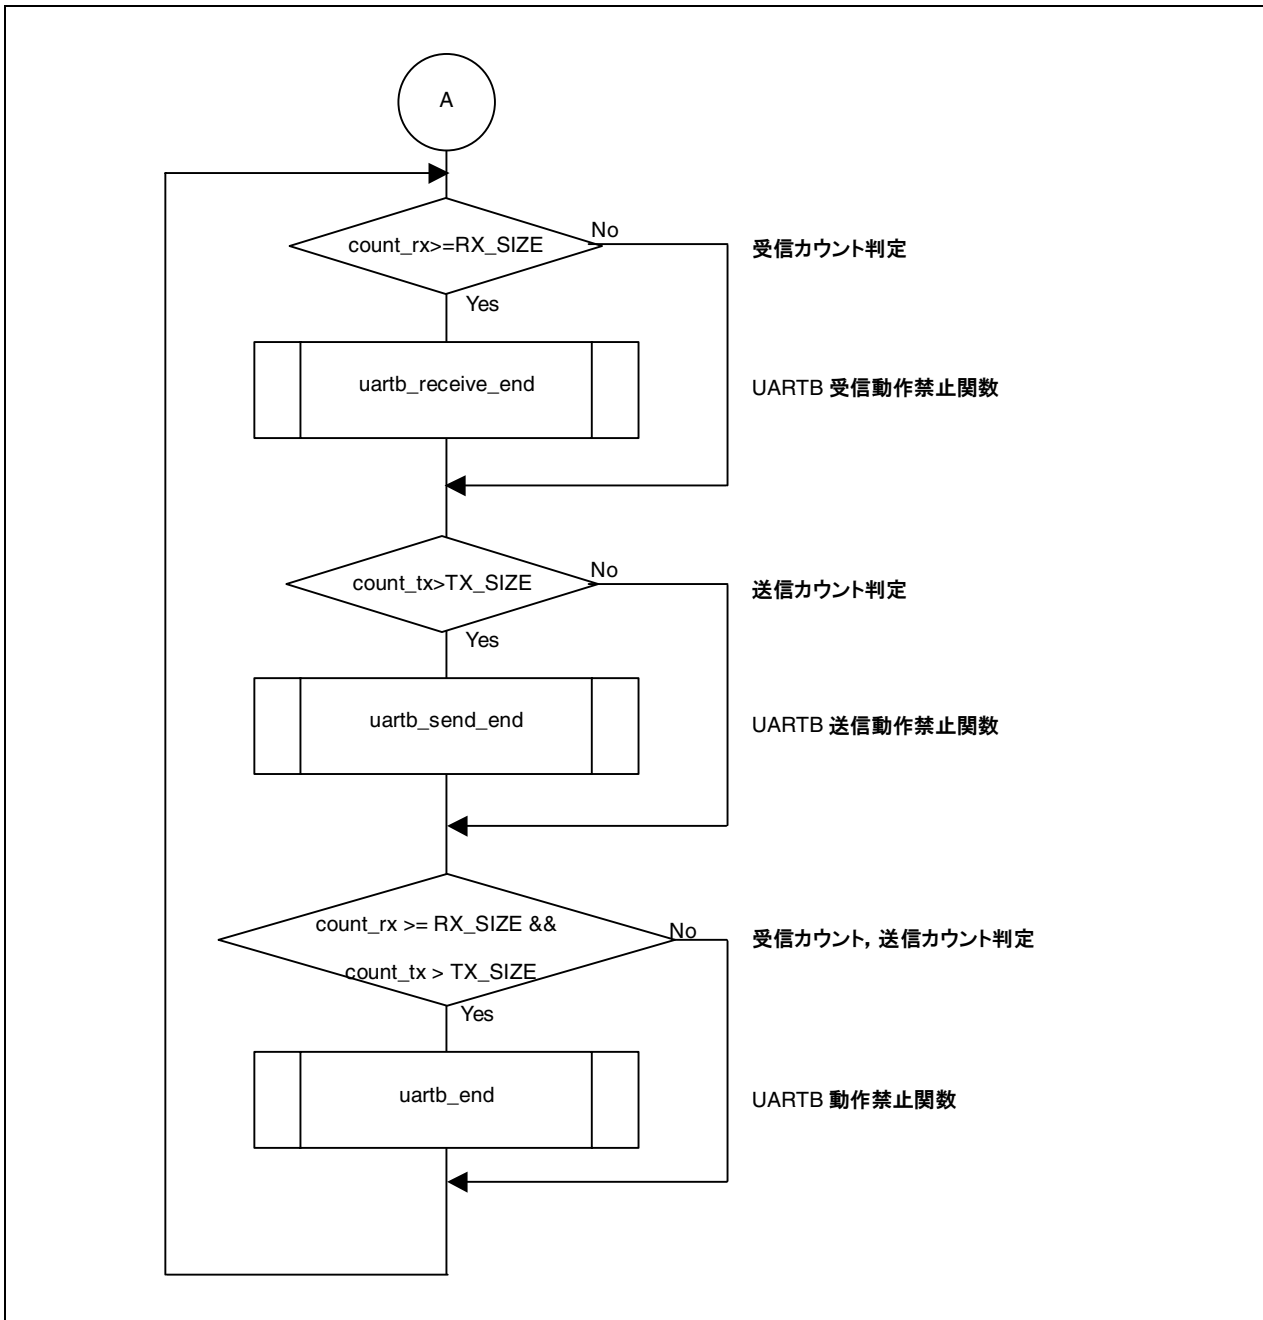 A
No
count_rx>=RX_SIZE
受信カウント判定
Yes
uartb_receive_end
UARTB 受信動作禁止関数
No
count_tx>TX_SIZE
送信カウント判定
Yes
uartb_send_end
UARTB 送信動作禁止関数
count_rx >= RX_SIZE &&
No
受信カウント，送信カウント判定
count_tx > TX_SIZE
Yes
uartb_end
UARTB 動作禁止関数